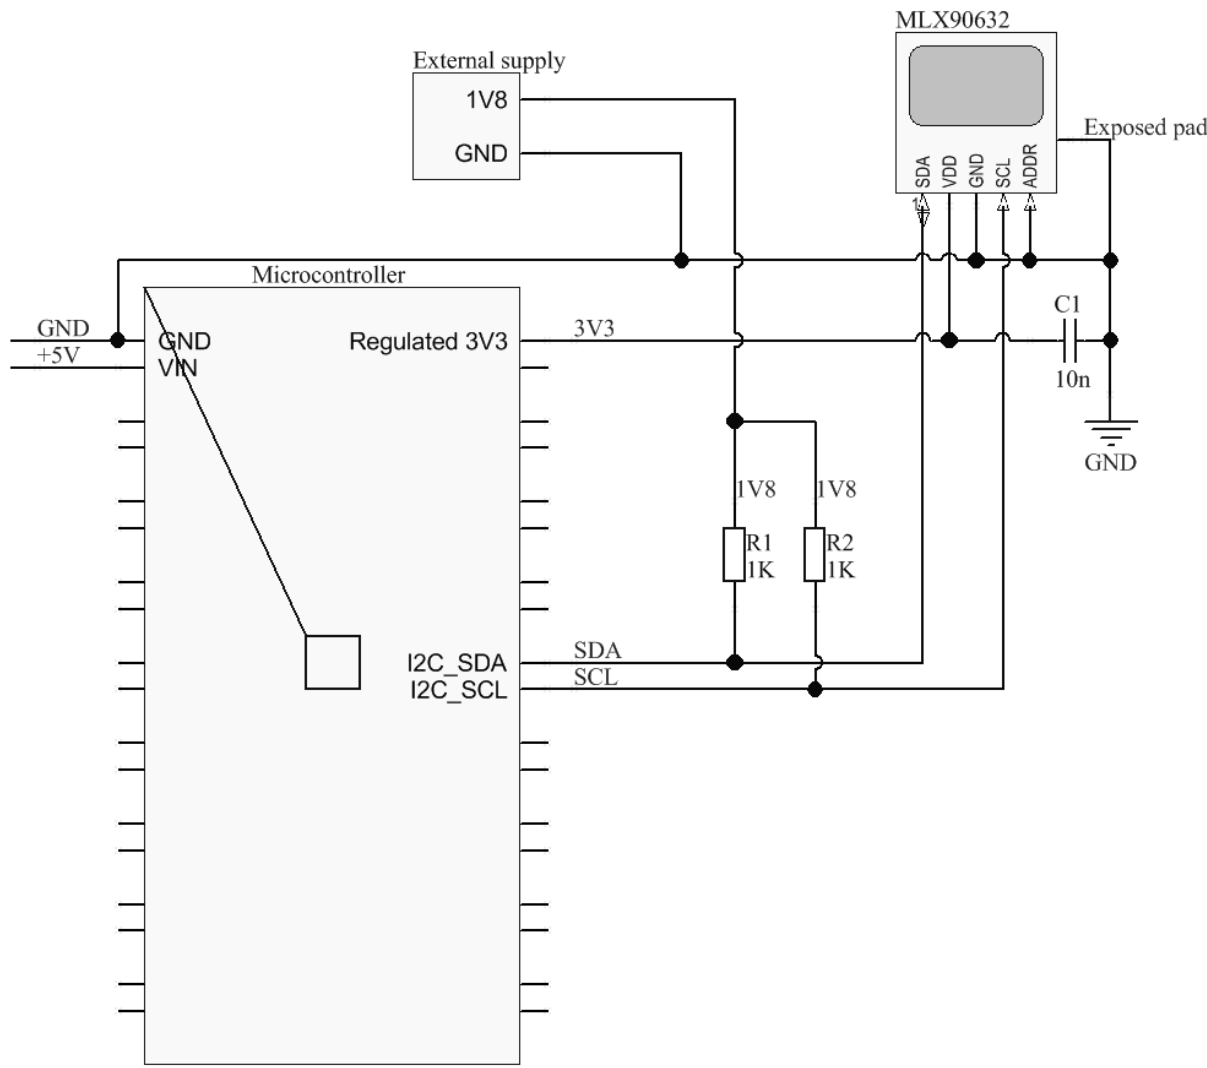 MLX90632
External supply
1V8
GND
Exposed pad
SDA
VDD
GND
SCL
ADDR
1
Microcontroller
GND
+5V
GND
VIN
Regulated 3V3
3V3
C1
10n
GND
1V8
1V8
R1
1K
R2
1K
I2C_SDA
I2C_SCL
SDA
SCL